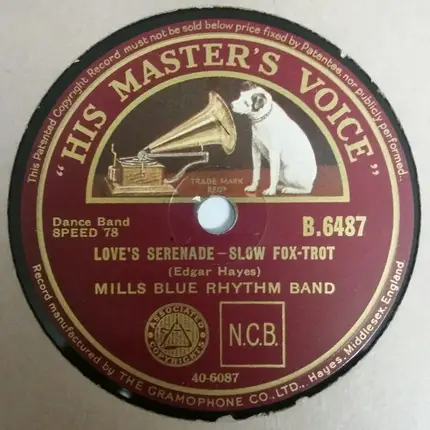 This Patented Copyright Record must not be sold below price fixed by Patentee, nor publicly performed.
"HIS MASTER'S VOICE"
TRADE MARK
REGD
Dance Band
SPEED 78
B.6487
LOVE'S SERENADE – SLOW FOX-TROT
(Edgar Hayes)
MILLS BLUE RHYTHM BAND
ASSOCIATED
COPYRIGHTS
N.C.B.
40-6087
Record manufactured by THE GRAMOPHONE CO., LTD., Hayes, Middlesex, England.